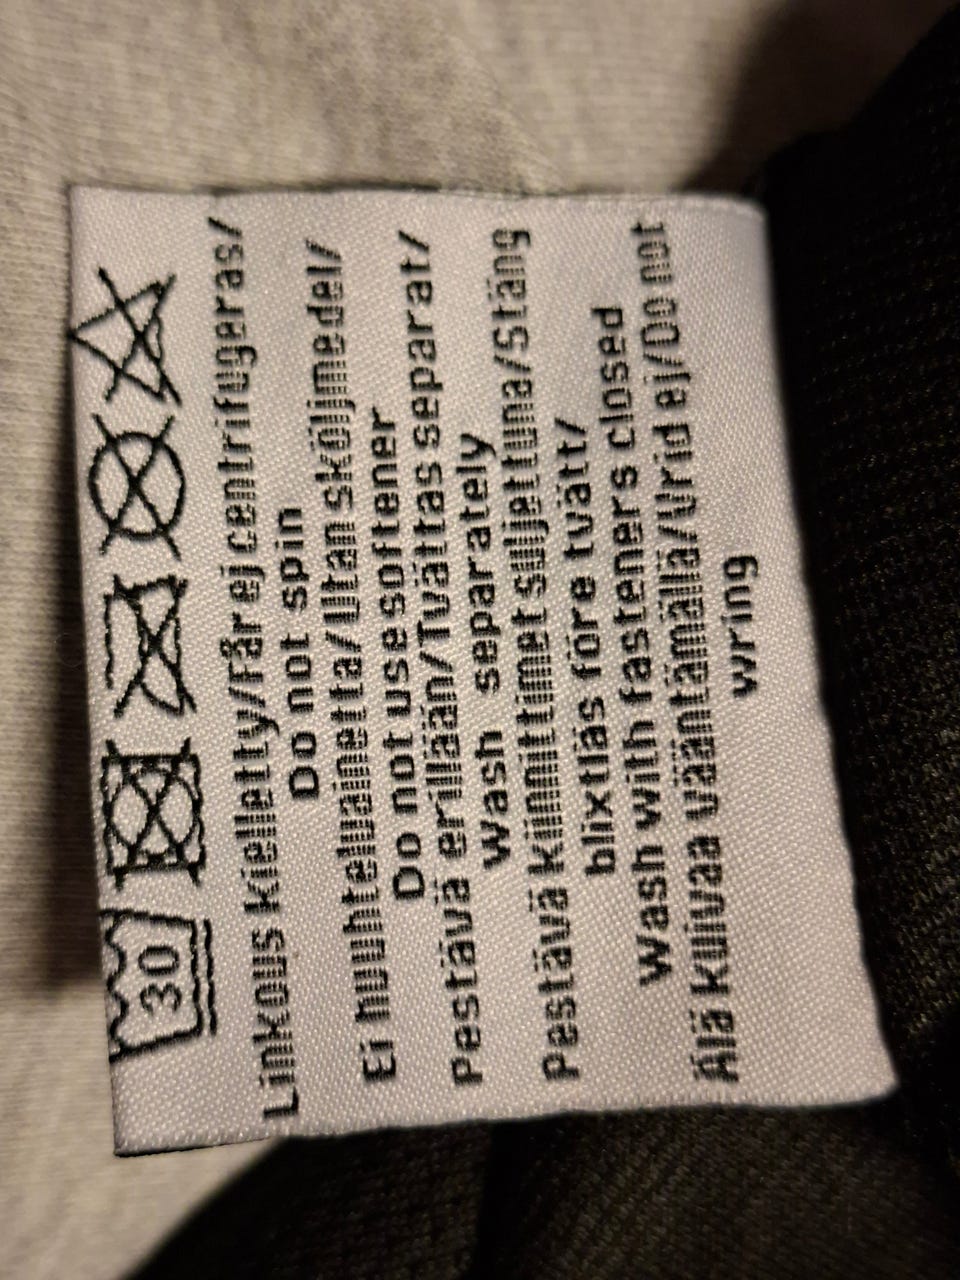 30
Linkous kielletty/Får ej centrifugeras/
Do not spin
Ei huuhteluainetta/Utan sköljmedel/
Do not use softener
Pestävä erillään/Tvättas separat/
Wash separately
Pestävä kiinnittimet suljettuna/Stäng
blixtlås före tvätt/
Wash with fasteners closed
Älä kuivaa vääntämällä/Vrid ej/Do not
wring